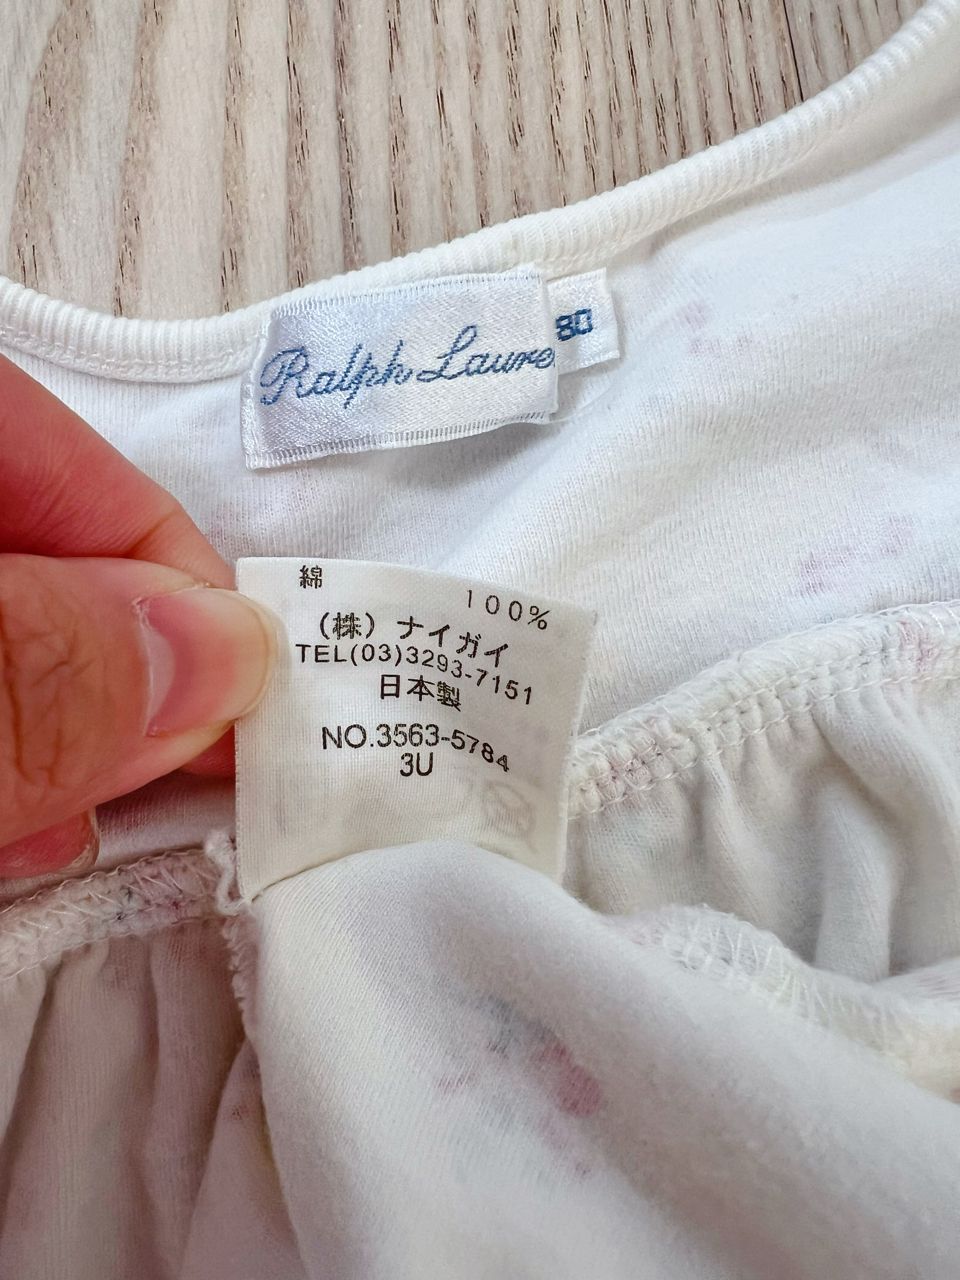 Ralph Laure
80
綿 100%
(株) ナイガイ
TEL(03)3293-7151
日本製
NO.3563-5784
3U